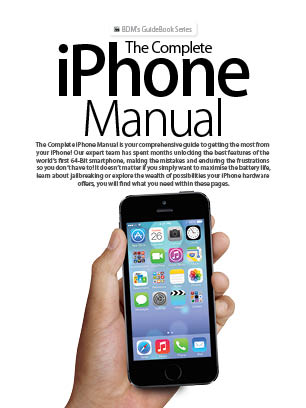 BDM's GuideBook Series
The Complete
iPhone
Manual
The Complete iPhone Manual is your comprehensive guide to getting the most from
your iPhone! Our expert team has spent months unlocking the best features of the
world's first 64-Bit smartphone, making the mistakes and enduring the frustrations
so you don't have to! It doesn't matter if you simply want to maximise the battery life,
learn about jailbreaking or explore the wealth of possibilities your iPhone hardware
offers, you will find what you need within these pages.